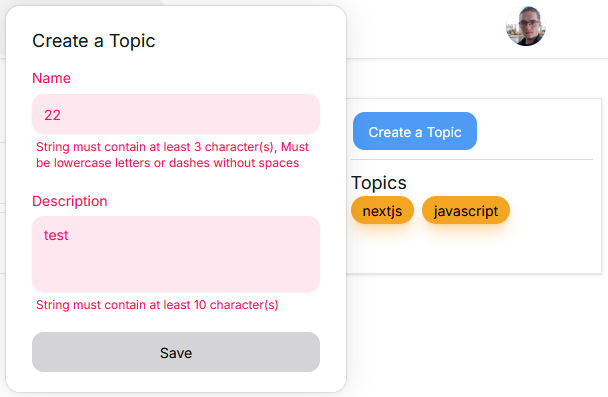 Create a Topic
Name
22
String must contain at least 3 character(s), Must
be lowercase letters or dashes without spaces
Description
test
String must contain at least 10 character(s)
Save
Create a Topic
Topics
nextjs
javascript